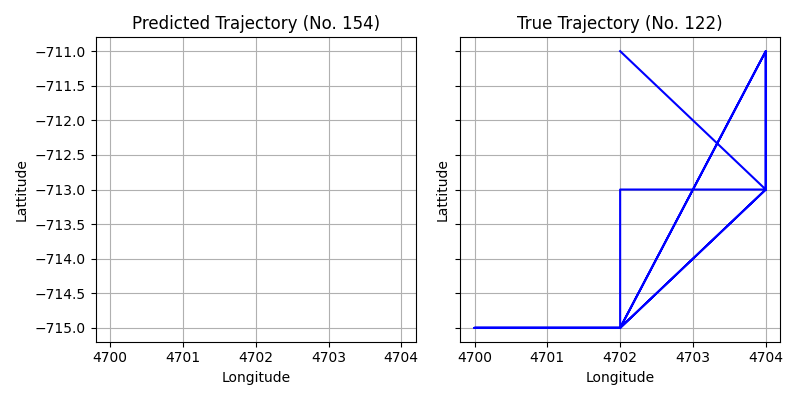 Predicted Trajectory (No. 154)
True Trajectory (No. 122)
−711.0
−711.5
−712.0
−712.5
−713.0
−713.5
−714.0
−714.5
−715.0
Lattitude
Lattitude
4700 4701 4702 4703 4704
4700 4701 4702 4703 4704
Longitude
Longitude